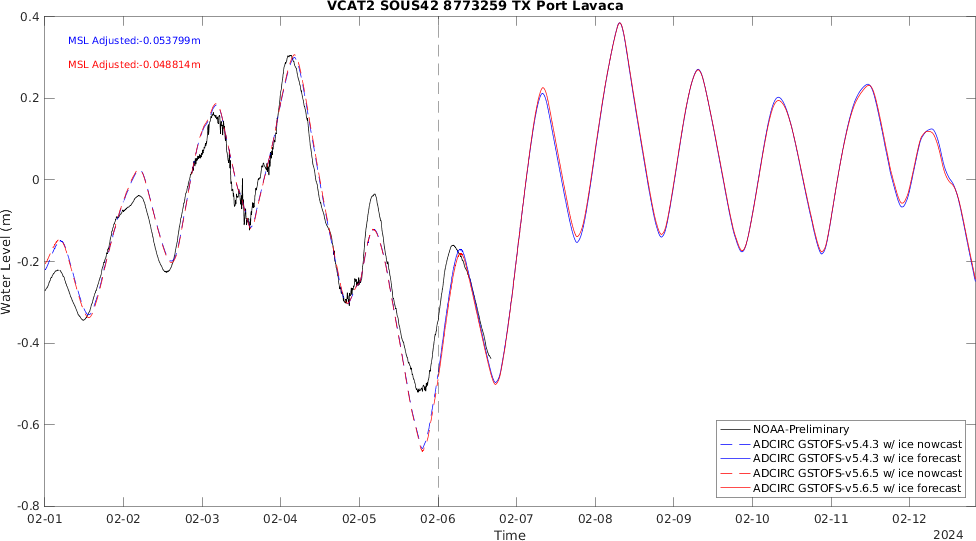 VCAT2 SOUS42 8773259 TX Port Lavaca
MSL Adjusted:-0.053799m
MSL Adjusted:-0.048814m
0.4
0.2
0
-0.2
-0.4
-0.6
-0.8
Water Level (m)
NOAA-Preliminary
ADCIRC GSTOFS-v5.4.3 w/ ice nowcast
ADCIRC GSTOFS-v5.4.3 w/ ice forecast
ADCIRC GSTOFS-v5.6.5 w/ ice nowcast
ADCIRC GSTOFS-v5.6.5 w/ ice forecast
02-01 02-02 02-03 02-04 02-05 02-06 02-07 02-08 02-09 02-10 02-11 02-12
Time
2024